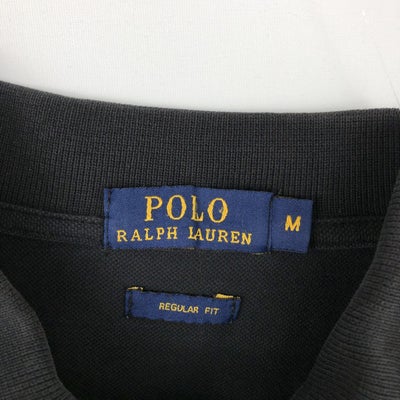 POLO
RALPH LAUREN
M
REGULAR FIT